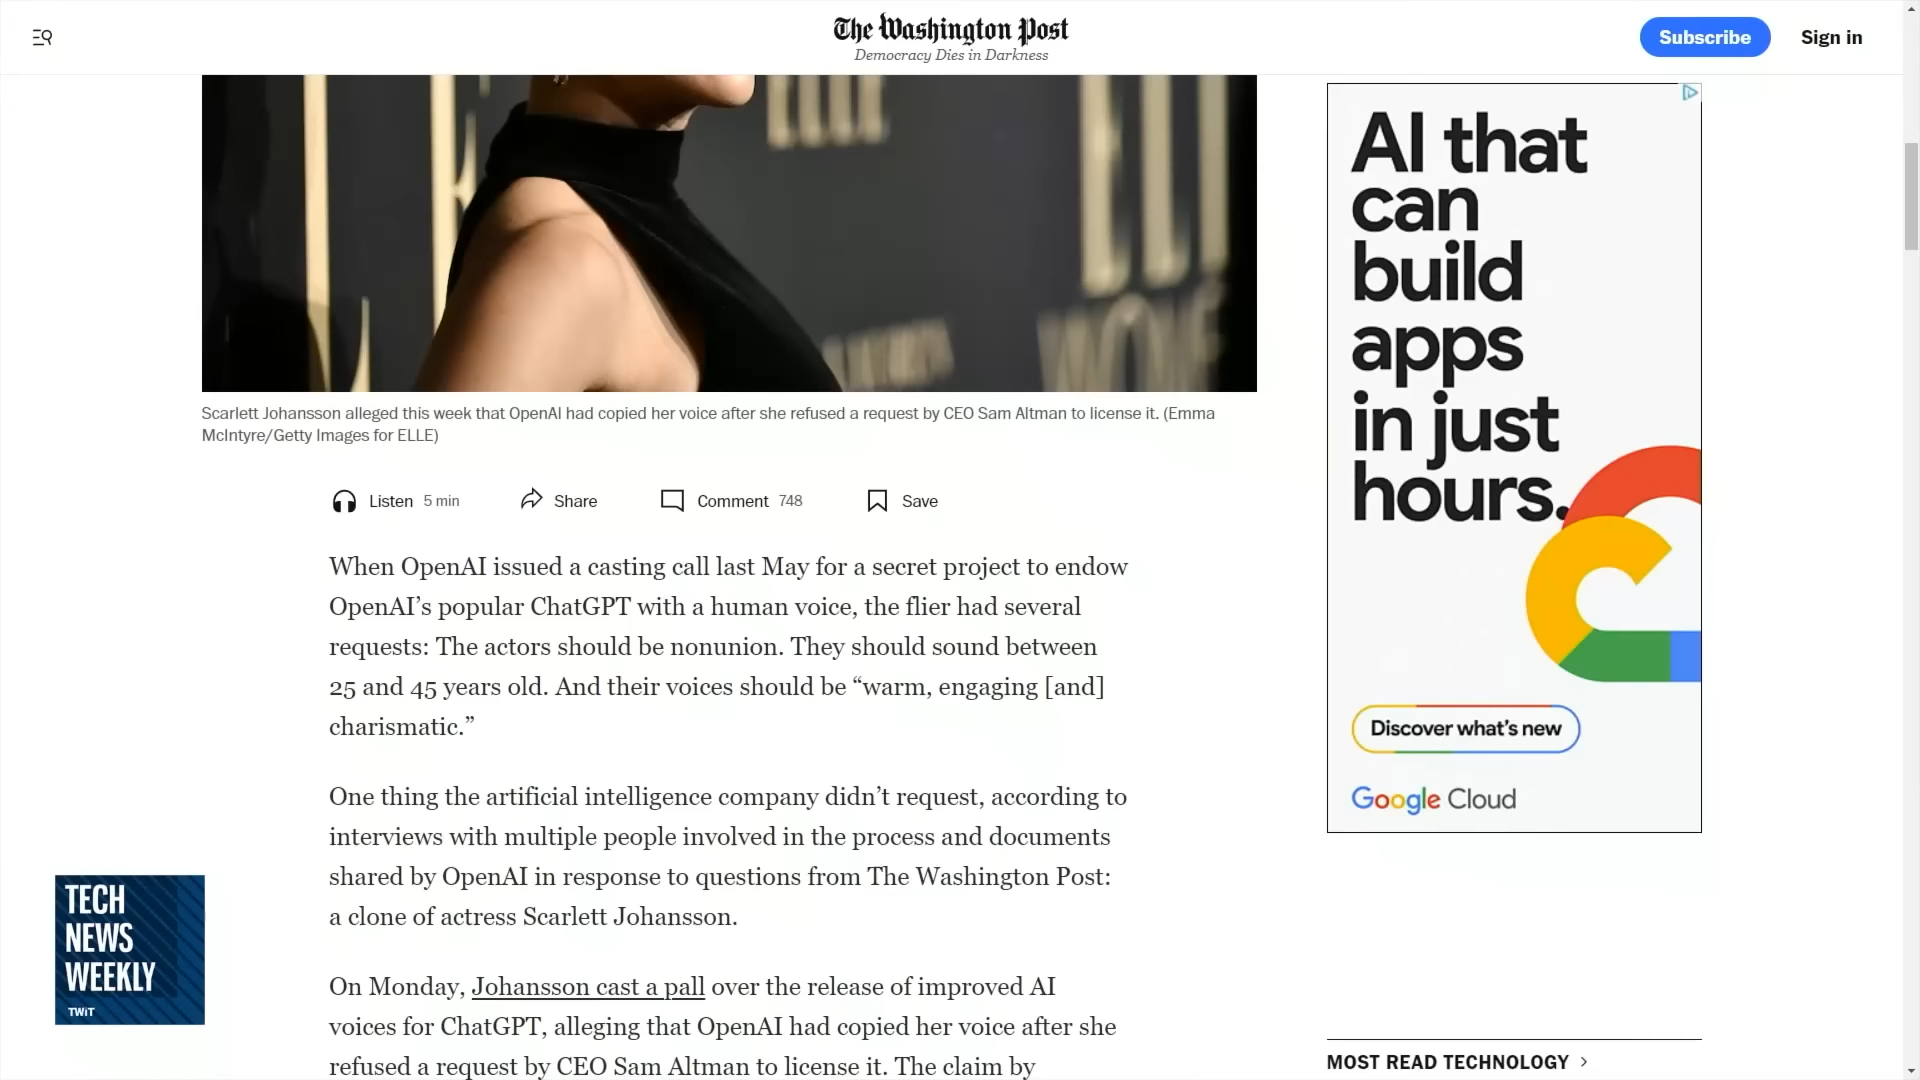 The Washington Post
Democracy Dies in Darkness
Subscribe
Sign in
ELLE
WOME
Scarlett Johansson alleged this week that OpenAI had copied her voice after she refused a request by CEO Sam Altman to license it. (Emma
McIntyre/Getty Images for ELLE)
Listen 5 min
Share
Comment 748
Save
When OpenAI issued a casting call last May for a secret project to endow
OpenAI’s popular ChatGPT with a human voice, the flier had several
requests: The actors should be nonunion. They should sound between
25 and 45 years old. And their voices should be “warm, engaging [and]
charismatic.”
One thing the artificial intelligence company didn’t request, according to
interviews with multiple people involved in the process and documents
shared by OpenAI in response to questions from The Washington Post:
a clone of actress Scarlett Johansson.
On Monday, Johansson cast a pall over the release of improved AI
voices for ChatGPT, alleging that OpenAI had copied her voice after she
refused a request by CEO Sam Altman to license it. The claim by
AI that
can
build
apps
in just
hours.
Discover what’s new
Google Cloud
MOST READ TECHNOLOGY >
TECH
NEWS
WEEKLY
TWiT